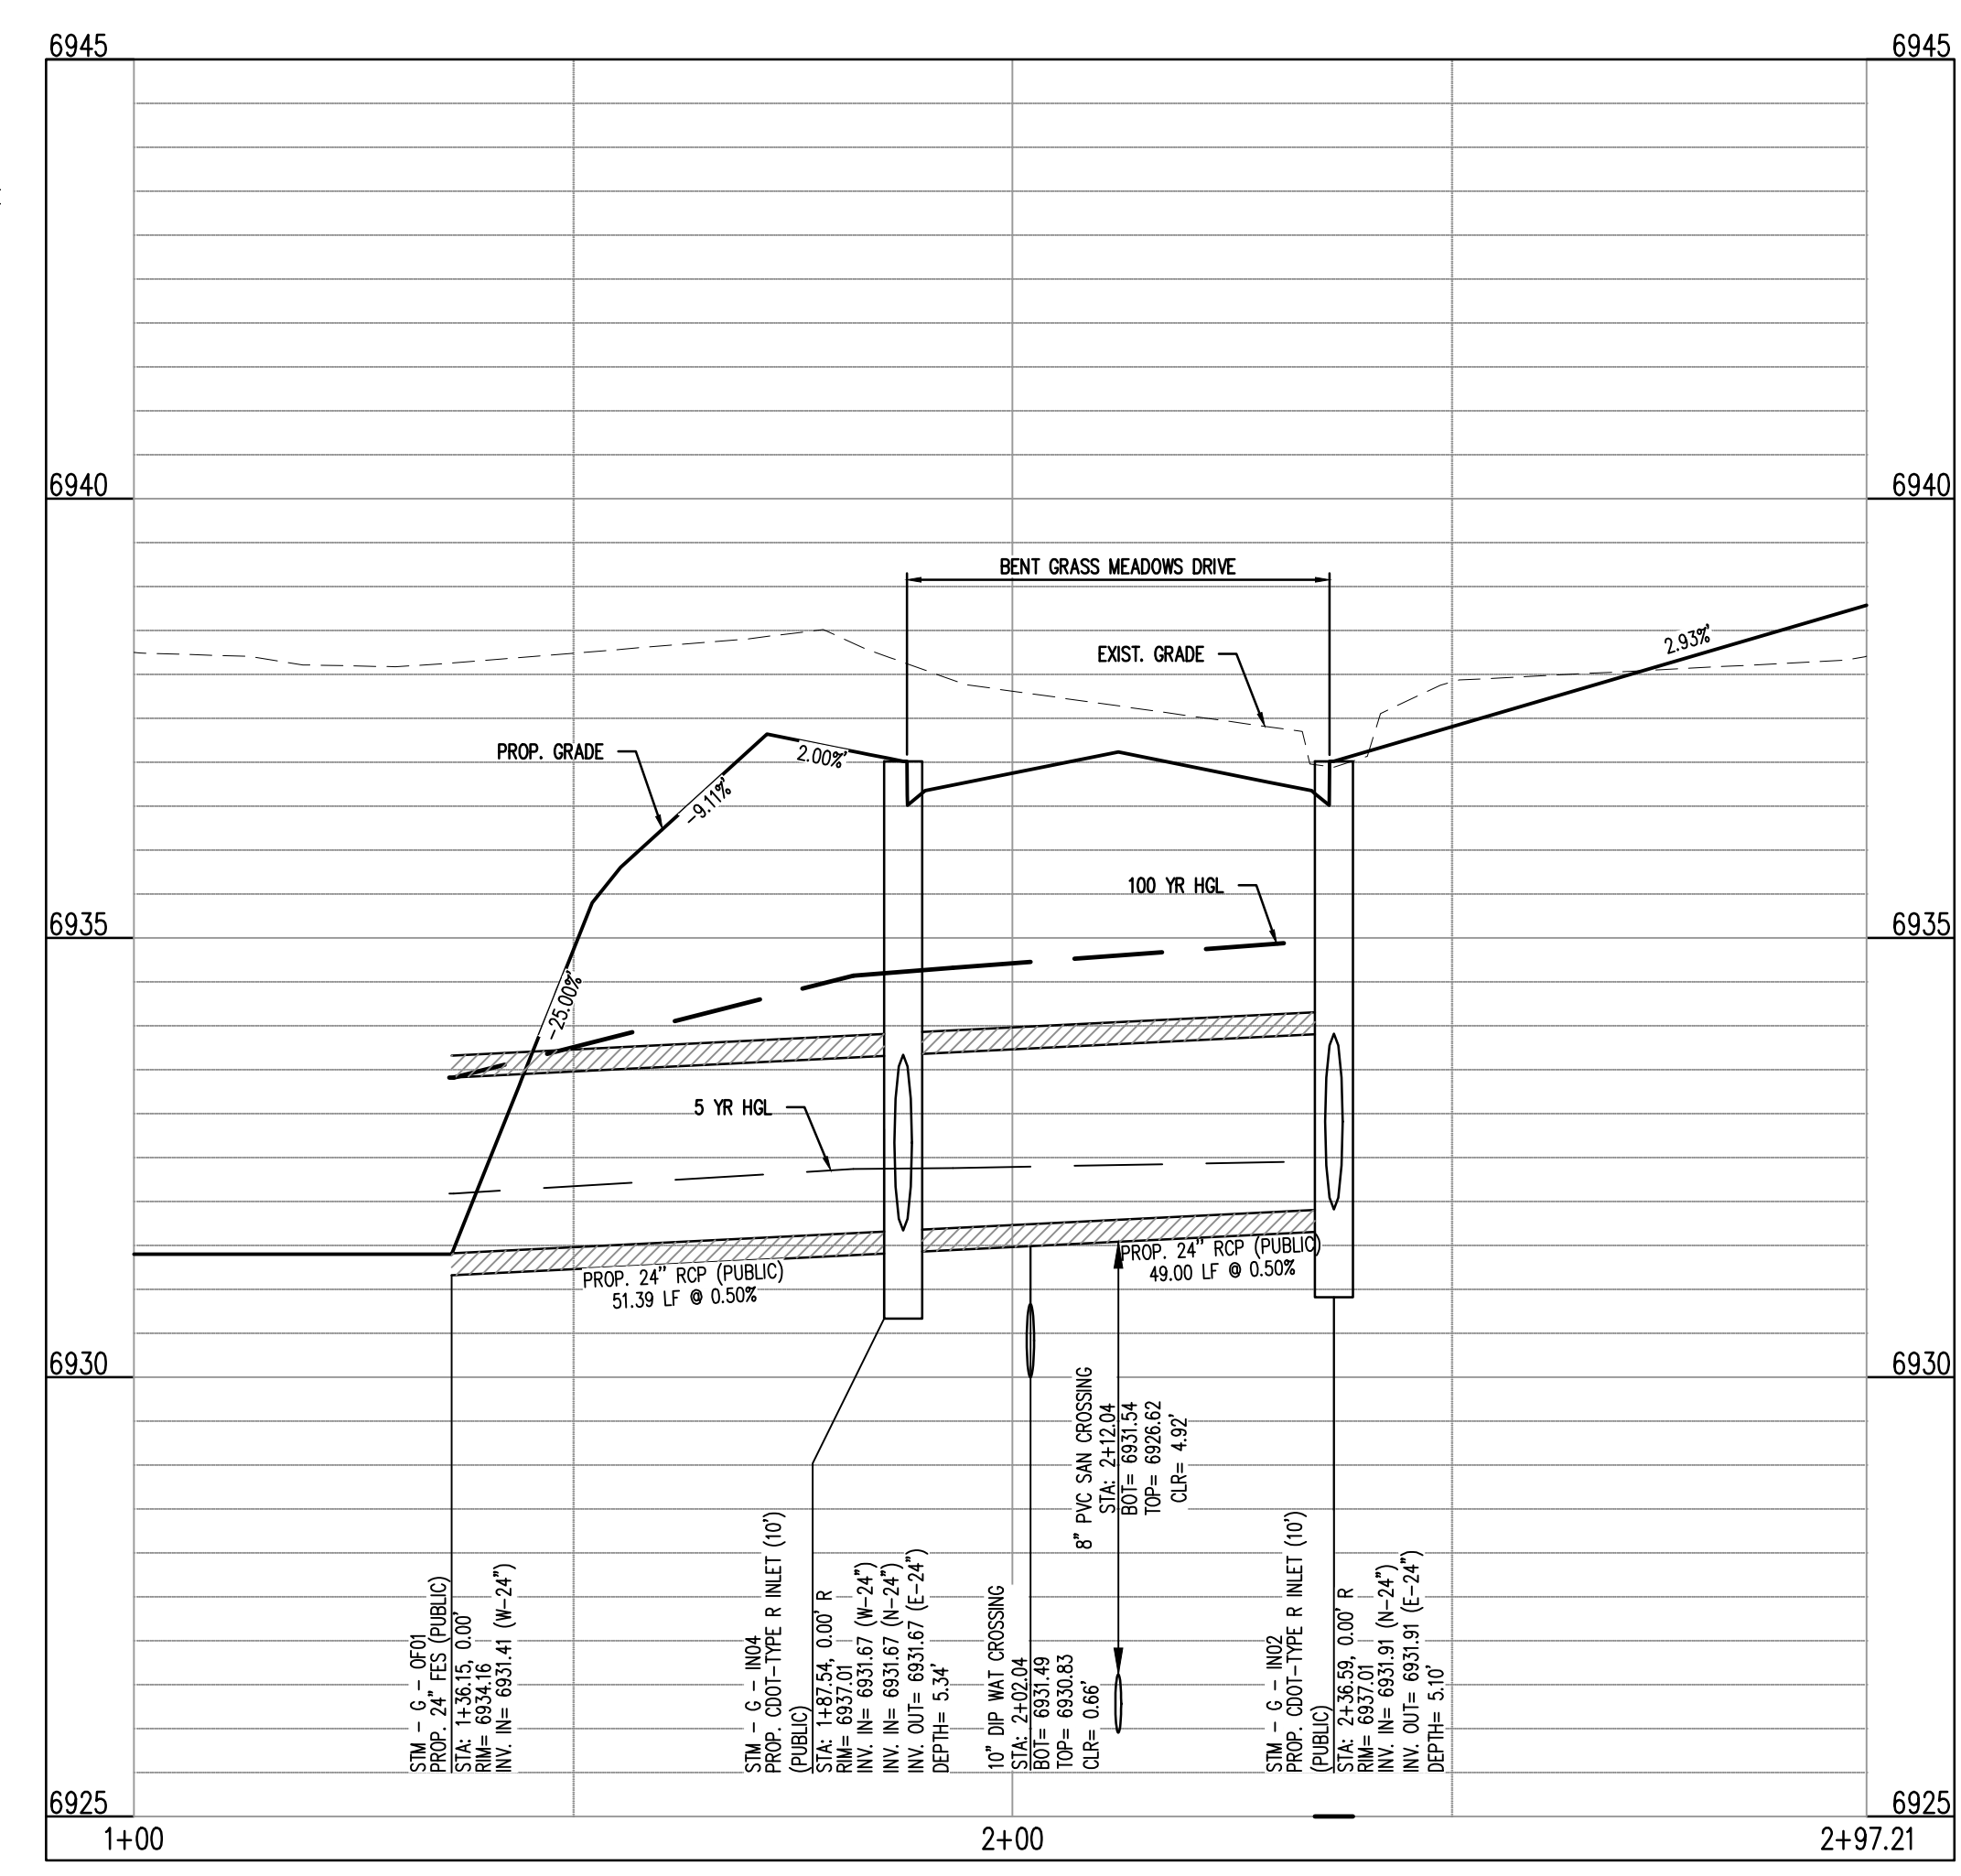 6945
6945
6940
6940
BENT GRASS MEADOWS DRIVE
EXIST. GRADE
2.93%'
PROP. GRADE
2.00%'
-9.11%'
100 YR HGL
6935
6935
-25.00%'
5 YR HGL
PROP. 24" RCP (PUBLIC)
51.39 LF @ 0.50%
PROP. 24" RCP (PUBLIC)
49.00 LF @ 0.50%
6930
6930
8" PVC SAN CROSSING
STA: 2+12.04
BOT= 6931.54
TOP= 6926.62
CLR= 4.92'
STM - G - OF01
PROP. 24" FES (PUBLIC)
STA: 1+36.15, 0.00'
RIM= 6934.16
INV. IN= 6931.41 (W-24")
STM - G - IN04
PROP. CDOT-TYPE R INLET (10')
(PUBLIC)
STA: 1+87.54, 0.00' R
RIM= 6937.01
INV. IN= 6931.67 (W-24")
INV. IN= 6931.67 (N-24")
INV. OUT= 6931.67 (E-24")
DEPTH= 5.34'
10" DIP WAT CROSSING
STA: 2+02.04
BOT= 6931.49
TOP= 6930.83
CLR= 0.66'
STM - G - IN02
PROP. CDOT-TYPE R INLET (10')
(PUBLIC)
STA: 2+36.59, 0.00' R
RIM= 6937.01
INV. IN= 6931.91 (N-24")
INV. OUT= 6931.91 (E-24")
DEPTH= 5.10'
6925
6925
1+00
2+00
2+97.21